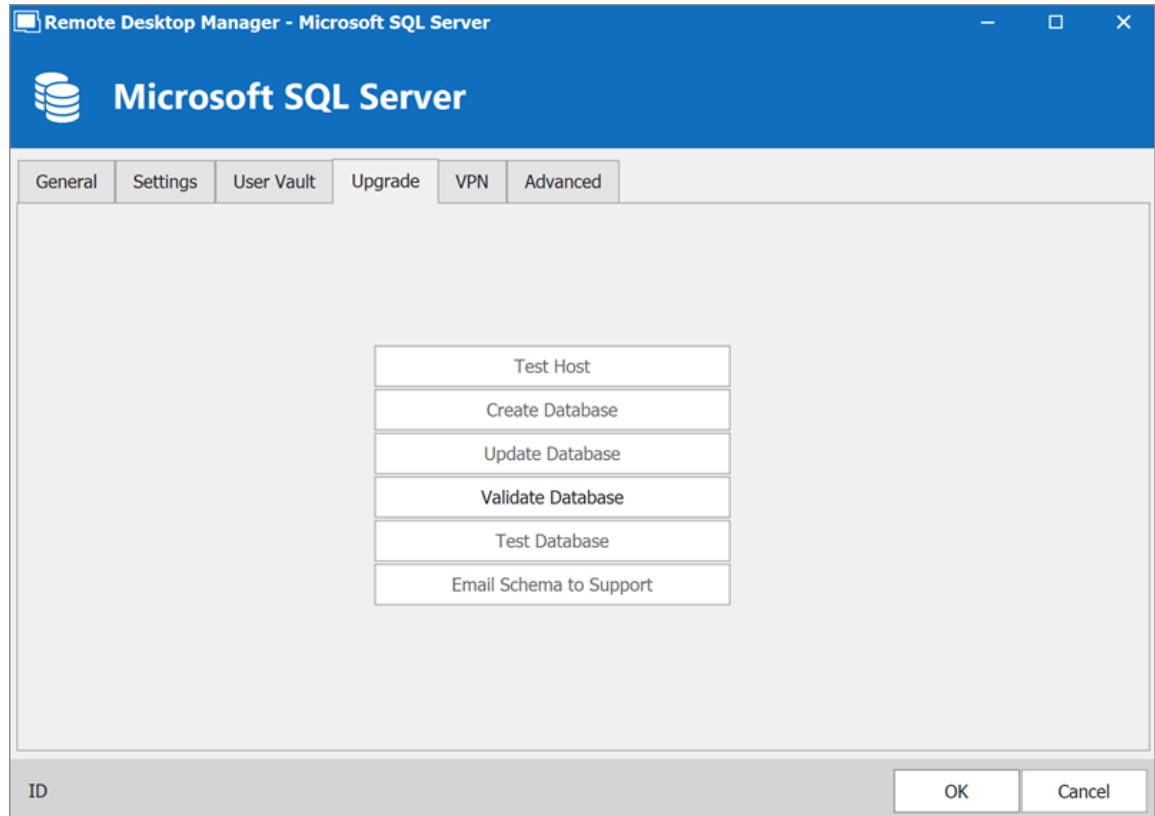 Remote Desktop Manager - Microsoft SQL Server
Microsoft SQL Server
General Settings User Vault Upgrade VPN Advanced
Test Host
Create Database
Update Database
Validate Database
Test Database
Email Schema to Support
ID OK Cancel